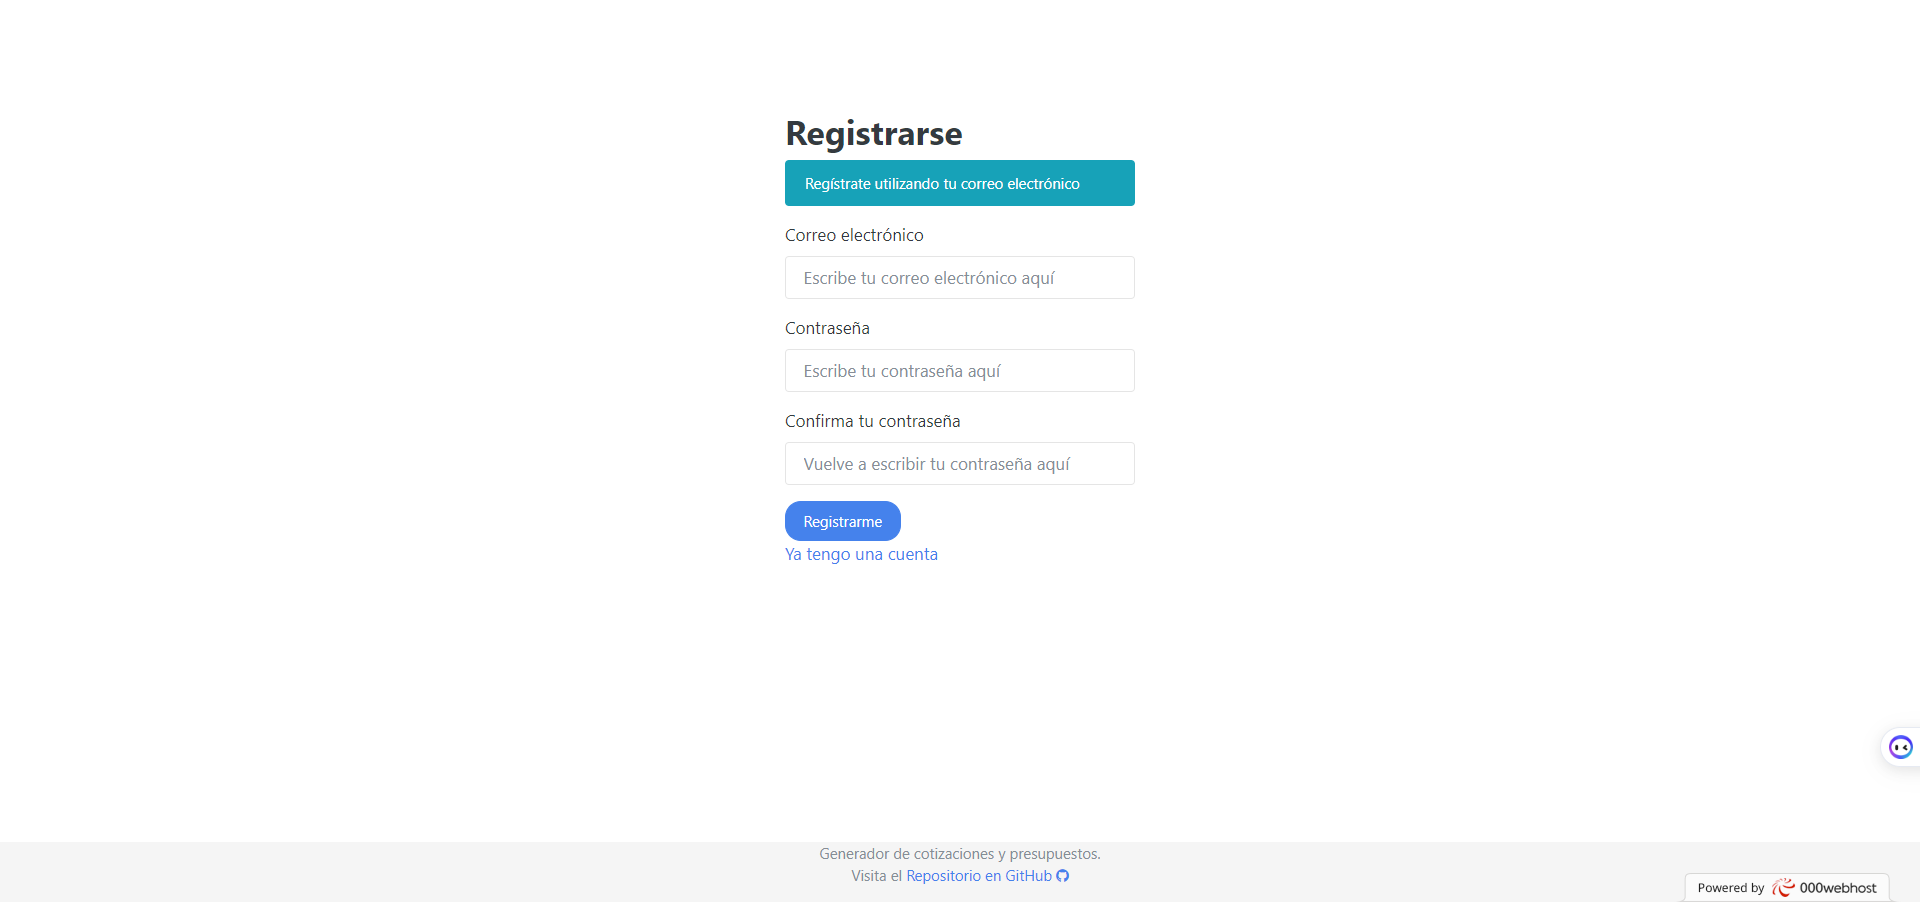 Registrarse
Regístrate utilizando tu correo electrónico
Correo electrónico
Escribe tu correo electrónico aquí
Contraseña
Escribe tu contraseña aquí
Confirma tu contraseña
Vuelve a escribir tu contraseña aquí
Registrarme
Ya tengo una cuenta
Generador de cotizaciones y presupuestos.
Visita el Repositorio en GitHub
Powered by 000webhost